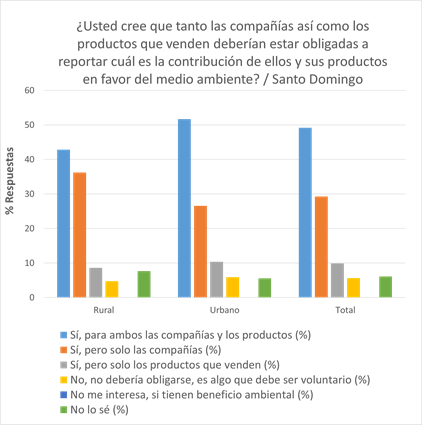 ¿Usted cree que tanto las compañías así como los
productos que venden deberían estar obligadas a
reportar cuál es la contribución de ellos y sus productos
en favor del medio ambiente? / Santo Domingo
% Respuestas
60
50
40
30
20
10
0
Rural
Urbano
Total
Sí, para ambos las compañías y los productos (%)
Sí, pero solo las compañías (%)
Sí, pero solo los productos que venden (%)
No, no debería obligarse, es algo que debe ser voluntario (%)
No me interesa, si tienen beneficio ambiental (%)
No lo sé (%)